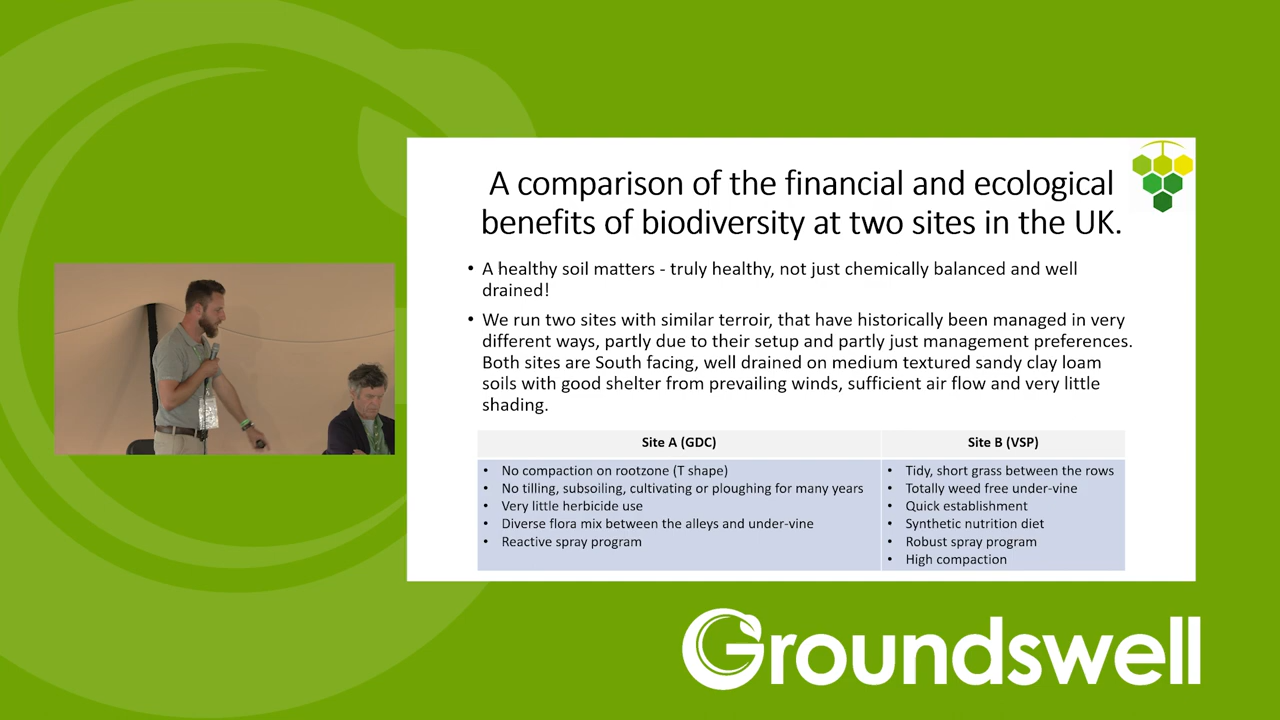 A comparison of the financial and ecological
benefits of biodiversity at two sites in the UK.
• A healthy soil matters - truly healthy, not just chemically balanced and well
drained!
• We run two sites with similar terroir, that have historically been managed in very
different ways, partly due to their setup and partly just management preferences.
Both sites are South facing, well drained on medium textured sandy clay loam
soils with good shelter from prevailing winds, sufficient air flow and very little
shading.
Site A (GDC)
• No compaction on rootzone (T shape)
• No tilling, subsoiling, cultivating or ploughing for many years
• Very little herbicide use
• Diverse flora mix between the alleys and under-vine
• Reactive spray program
Site B (VSP)
• Tidy, short grass between the rows
• Totally weed free under-vine
• Quick establishment
• Synthetic nutrition diet
• Robust spray program
• High compaction
Groundswell